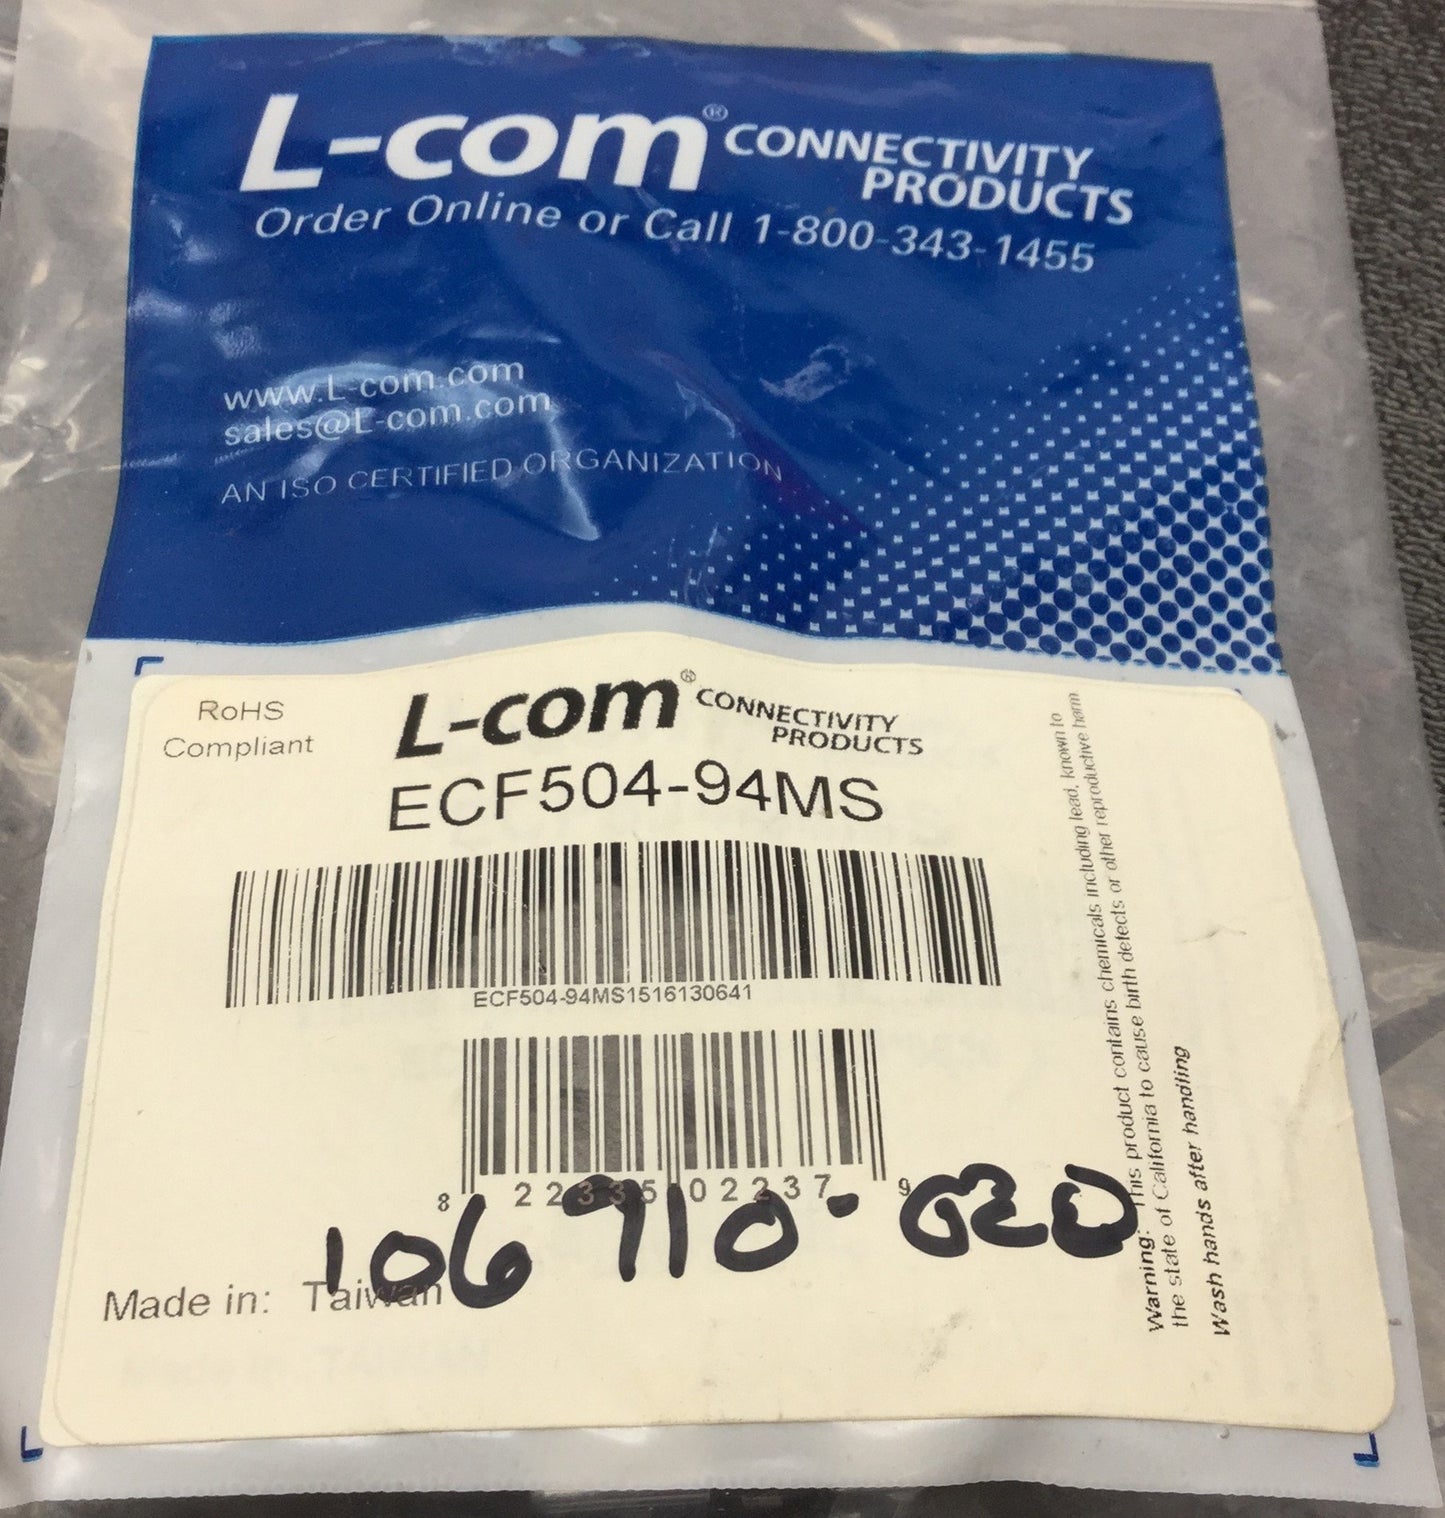 L-com® CONNECTIVITY
PRODUCTS
Order Online or Call 1-800-343-1455
www.L-com.com
sales@L-com.com
AN ISO CERTIFIED ORGANIZATION
RoHS
Compliant
L-com® CONNECTIVITY
PRODUCTS
ECF504-94MS
ECF504-94MS1516130641
8 22335 02237 9
106910-020
Made in: Taiwan
Warning: This product contains chemicals including lead, known to
the state of California to cause birth defects or other reproductive harm
Wash hands after handling